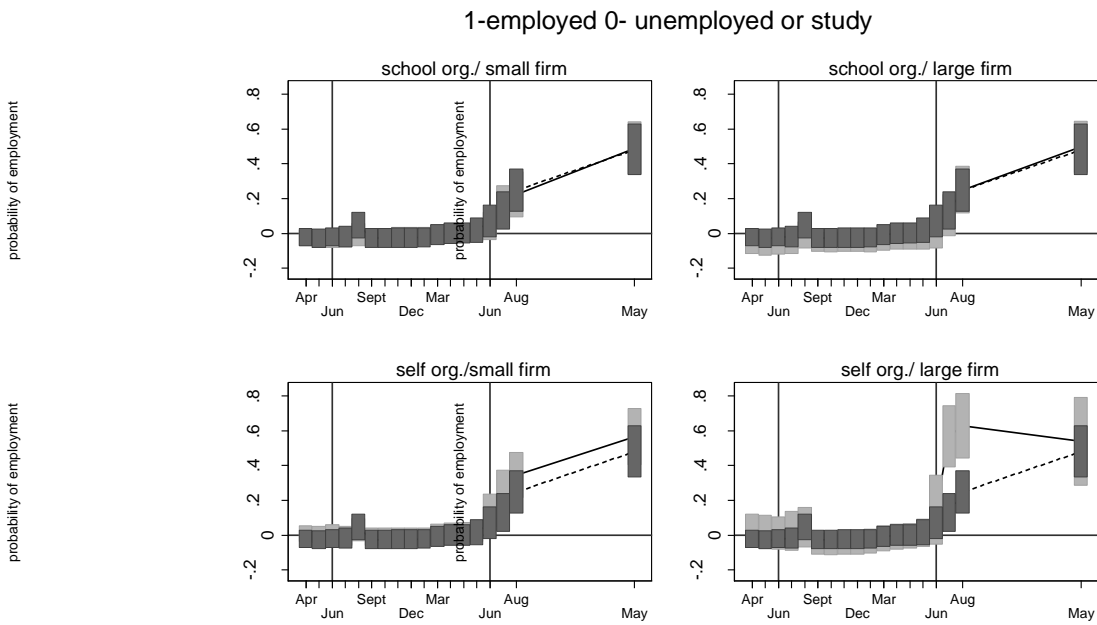 1-employed 0- unemployed or study
school org./ small firm
probability of employment
.8
.6
.4
.2
0
-.2
Apr Sept Mar Aug
Jun Dec Jun May
school org./ large firm
probability of employment
.8
.6
.4
.2
0
-.2
Apr Sept Mar Aug
Jun Dec Jun May
self org./small firm
probability of employment
.8
.6
.4
.2
0
-.2
Apr Sept Mar Aug
Jun Dec Jun May
self org./ large firm
probability of employment
.8
.6
.4
.2
0
-.2
Apr Sept Mar Aug
Jun Dec Jun May